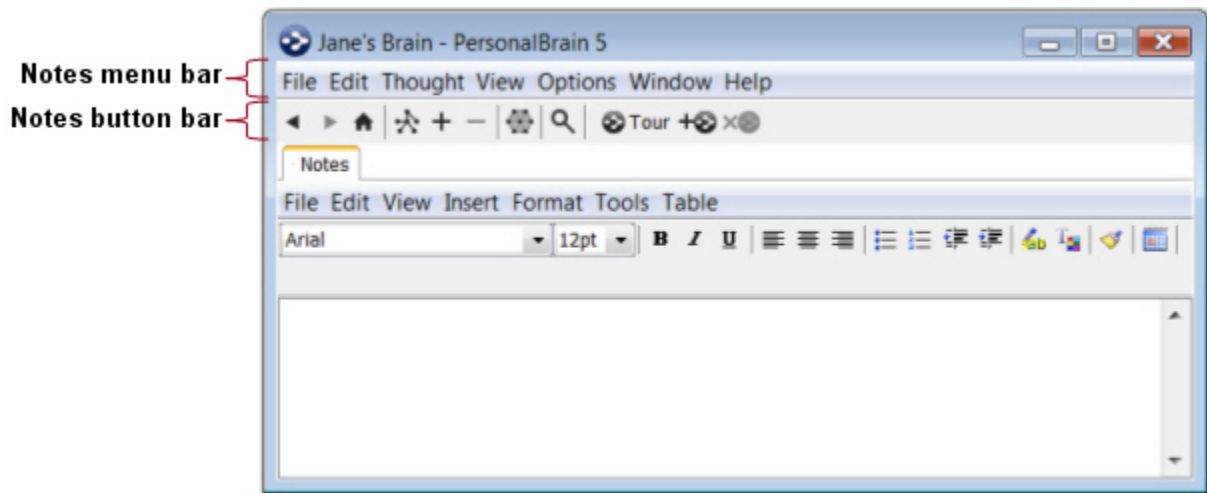 Jane's Brain - PersonalBrain 5
Notes menu bar
File Edit Thought View Options Window Help
Notes button bar
Tour
Notes
File Edit View Insert Format Tools Table
Arial 12pt B I U ab T